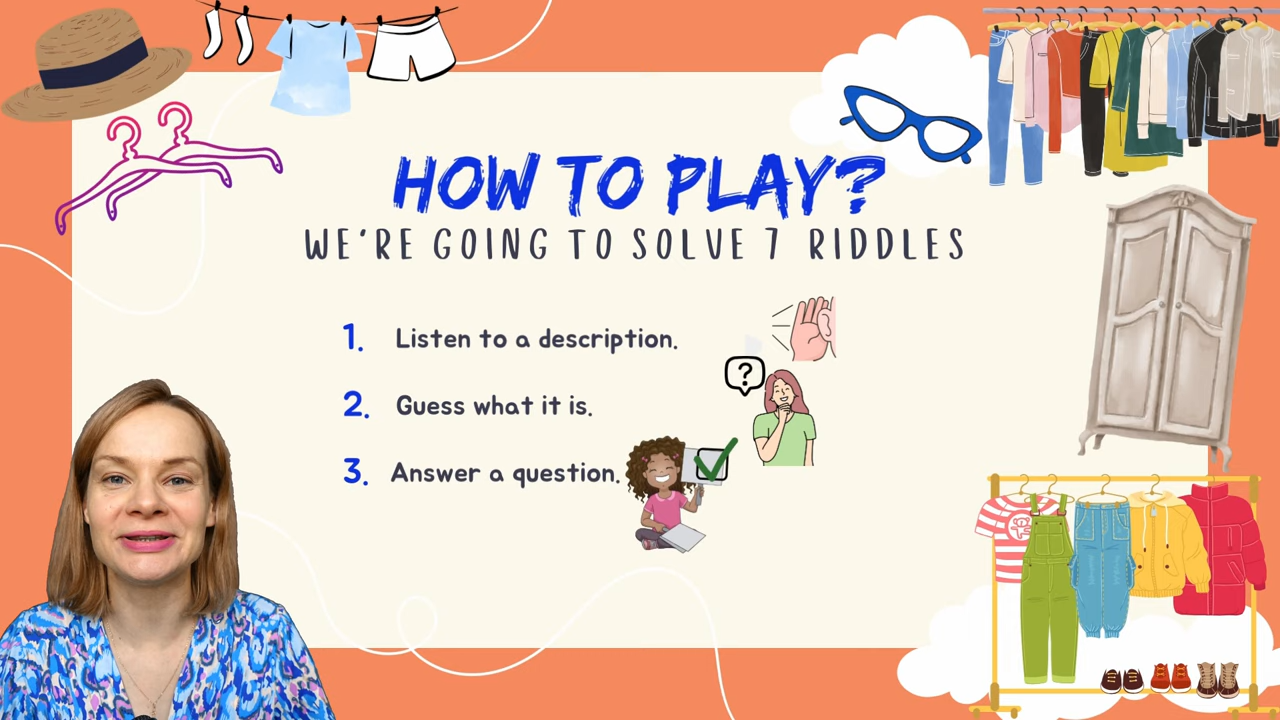 HOW TO PLAY?
WE'RE GOING TO SOLVE 7 RIDDLES
1. Listen to a description.
?
2. Guess what it is.
3. Answer a question.